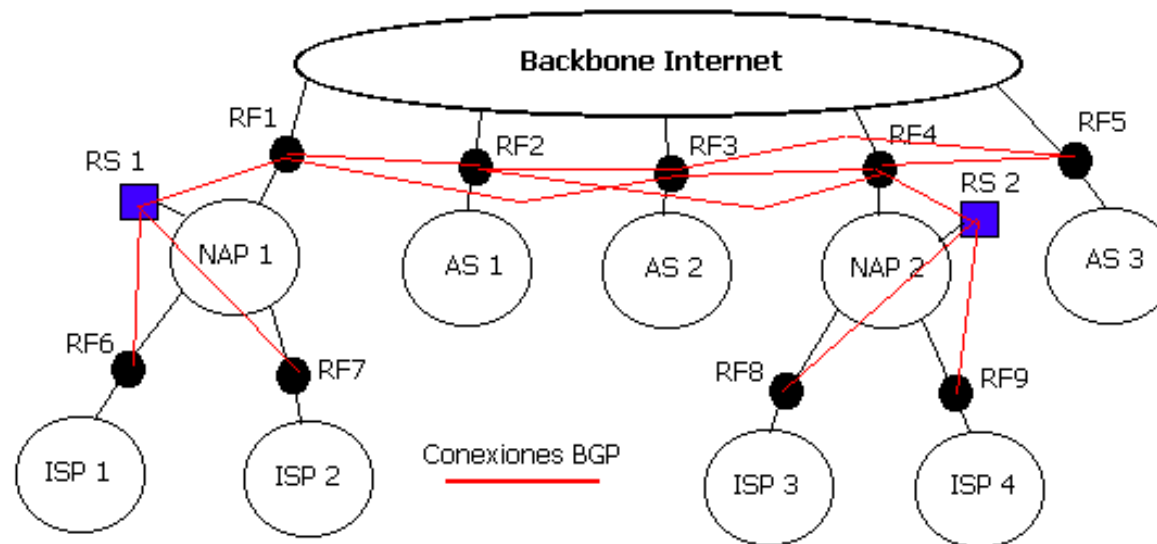 Backbone Internet
RF1
RF2
RF3
RF4
RF5
RS 1
RS 2
NAP 1
AS 1
AS 2
NAP 2
AS 3
RF6
RF7
RF8
RF9
Conexiones BGP
ISP 1
ISP 2
ISP 3
ISP 4